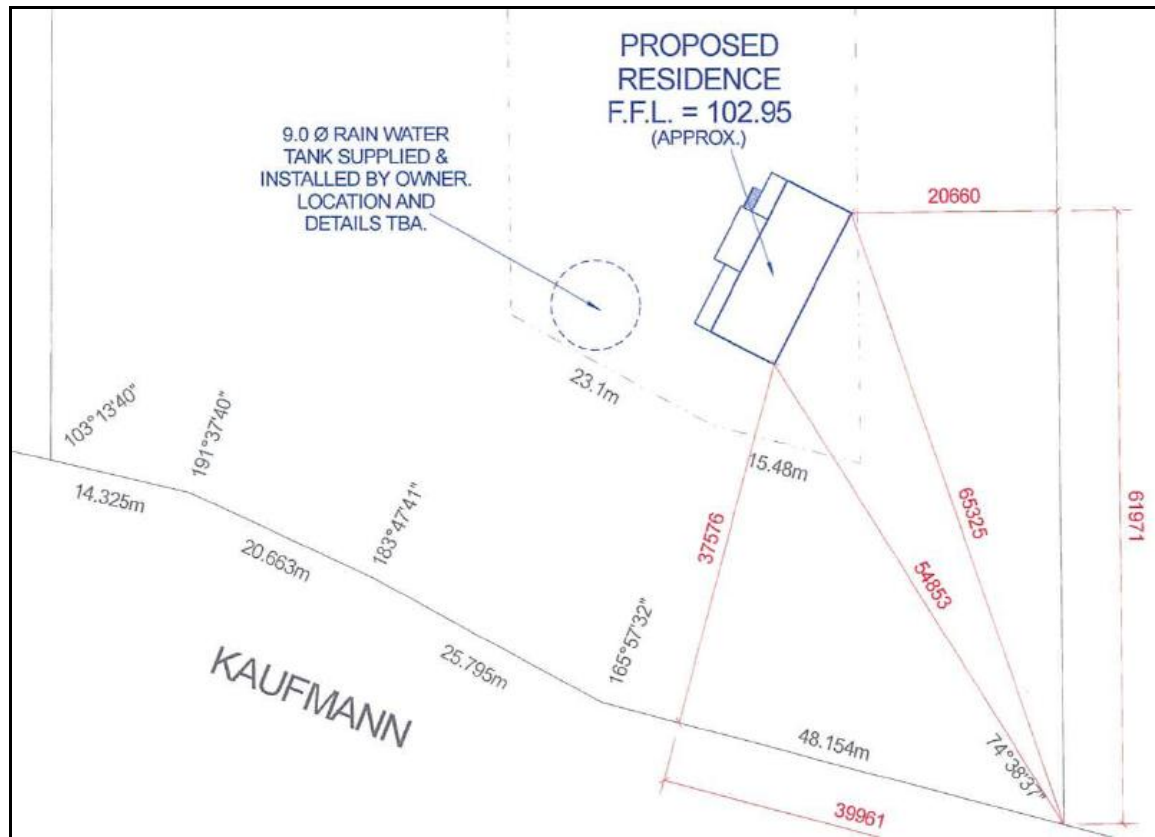 PROPOSED
RESIDENCE
F.F.L. = 102.95
(APPROX.)
9.0 Ø RAIN WATER
TANK SUPPLIED &
INSTALLED BY OWNER.
LOCATION AND
DETAILS TBA.
20660
23.1m
15.48m
103°13'40"
191°37'40"
183°47'41"
165°57'32"
14.325m
20.663m
25.795m
37576
65325
54853
61971
KAUFMANN
48.154m
74°38'37"
39961